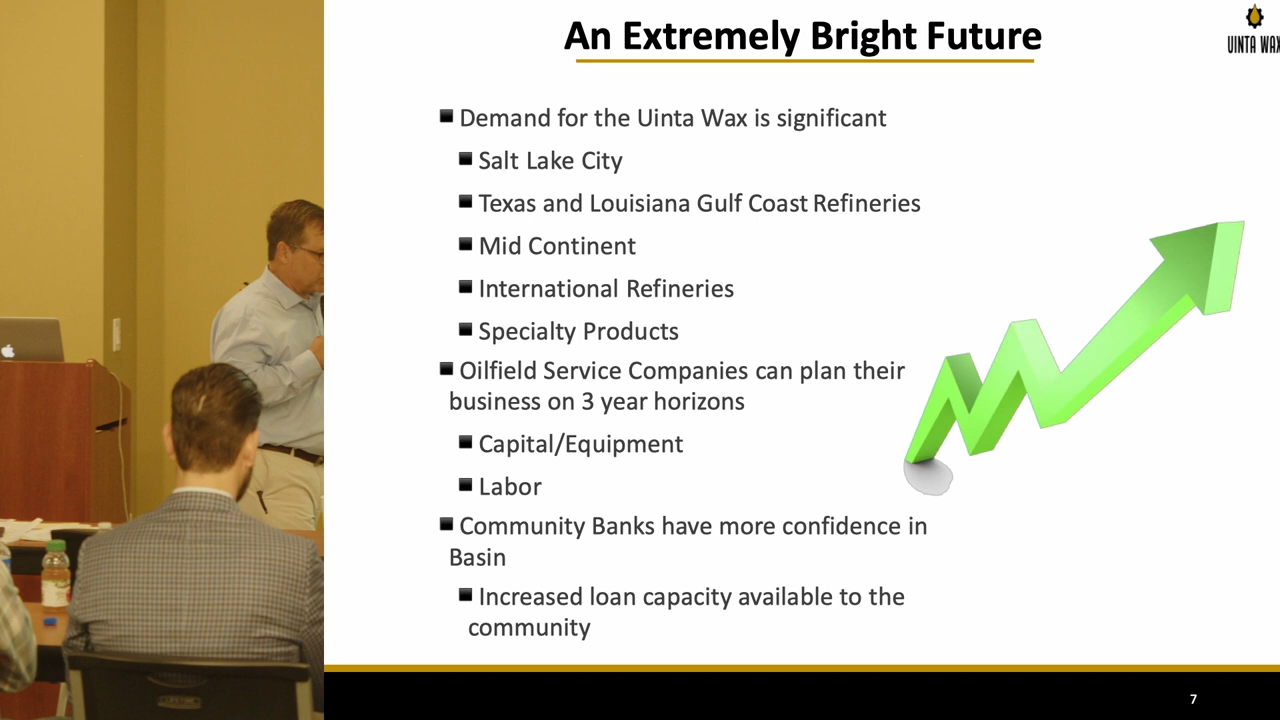 An Extremely Bright Future
UINTA WAX
Demand for the Uinta Wax is significant
Salt Lake City
Texas and Louisiana Gulf Coast Refineries
Mid Continent
International Refineries
Specialty Products
Oilfield Service Companies can plan their
business on 3 year horizons
Capital/Equipment
Labor
Community Banks have more confidence in
Basin
Increased loan capacity available to the
community
7